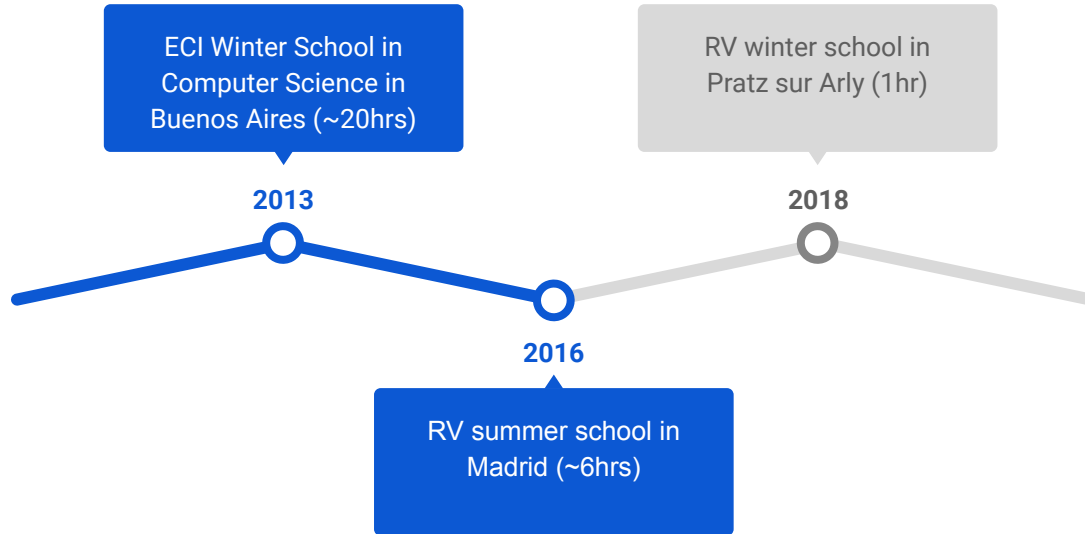 ECI Winter School in
Computer Science in
Buenos Aires (~20hrs)
2013
RV winter school in
Pratz sur Arly (1hr)
2018
2016
RV summer school in
Madrid (~6hrs)